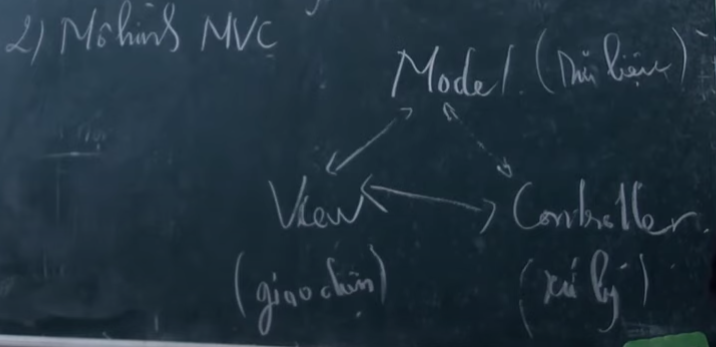 2) Mô hình MVC
Model. (Dữ liệu)
View
Controller.
(giao diện)
(xử lý)